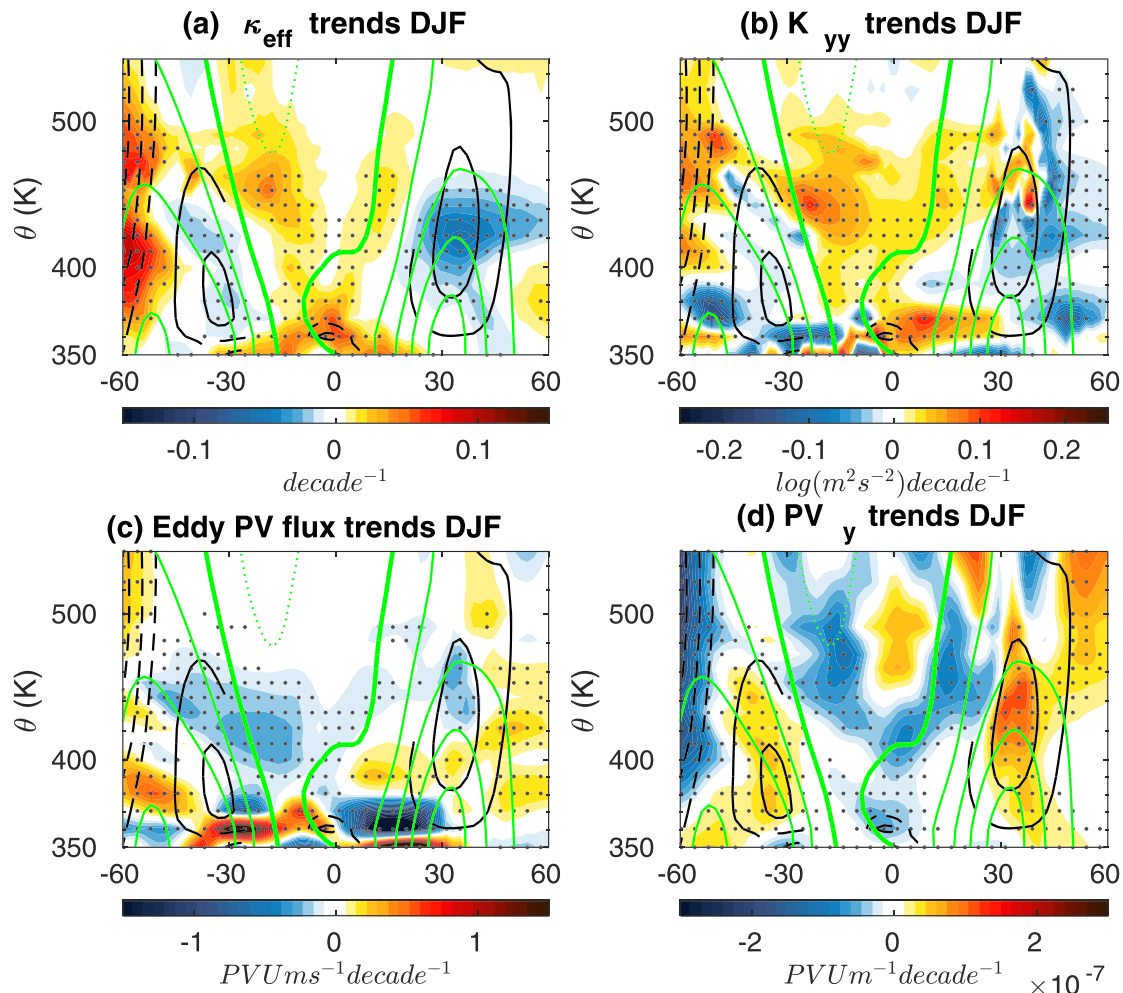 (a) κeff trends DJF
(b) K yy trends DJF
θ (K)
500
400
350
-60 -30 0 30 60
-0.1 0 0.1
decade⁻¹
θ (K)
500
400
350
-60 -30 0 30 60
-0.2 -0.1 0 0.1 0.2
log(m²s⁻²)decade⁻¹
(c) Eddy PV flux trends DJF
(d) PV y trends DJF
θ (K)
500
400
350
-60 -30 0 30 60
-1 0 1
PVUms⁻¹decade⁻¹
θ (K)
500
400
350
-60 -30 0 30 60
-2 0 2
PVUm⁻¹decade⁻¹
×10⁻⁷